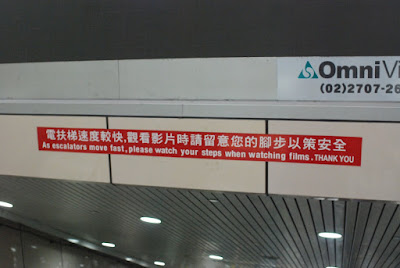 OmniVi
(02)2707-26
電扶梯速度較快,觀看影片時請留意您的腳步以策安全
As escalators move fast, please watch your steps when watching films. THANK YOU